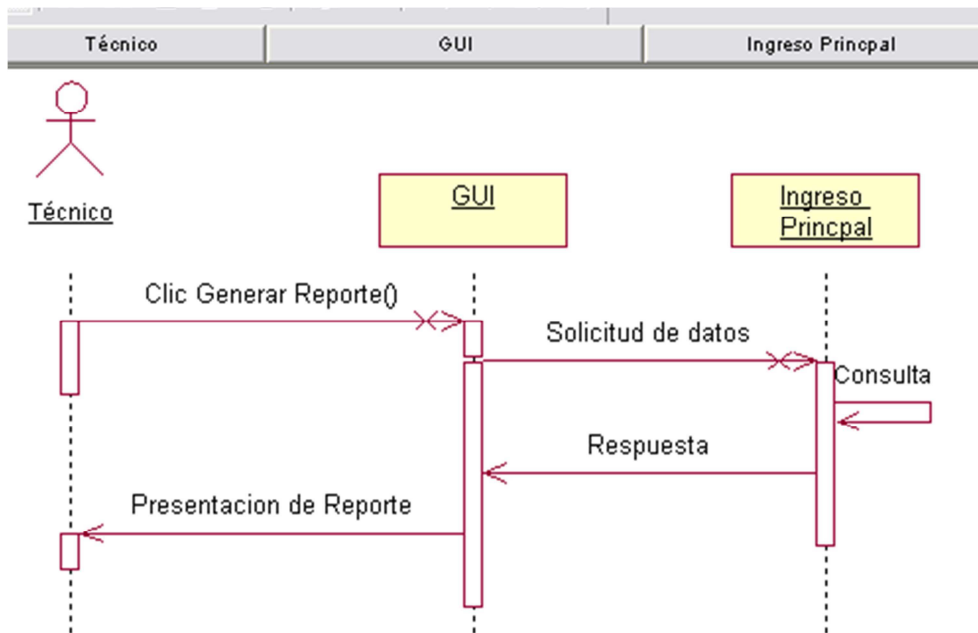 Técnico
GUI
Ingreso Princpal
Técnico
GUI
Ingreso
Princpal
Clic Generar Reporte()
Solicitud de datos
Consulta
Respuesta
Presentacion de Reporte